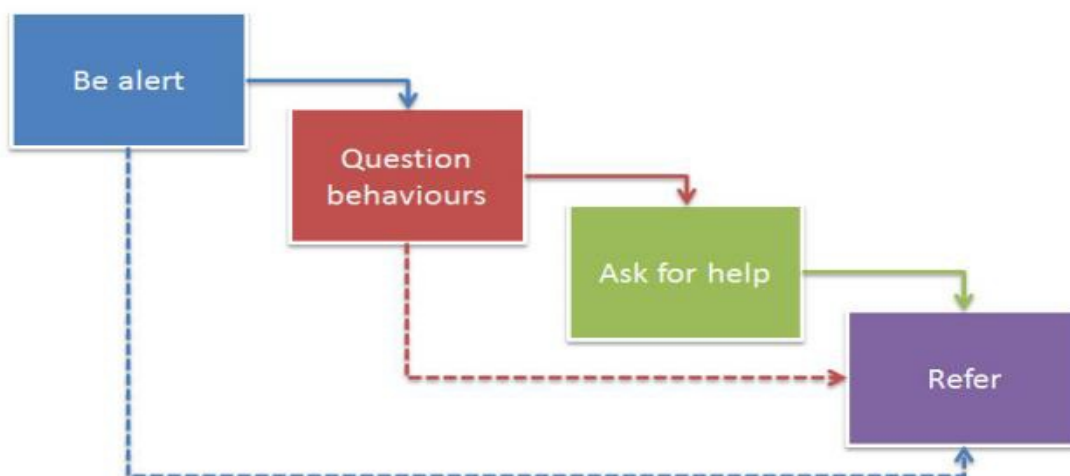 Be alert
Question
behaviours
Ask for help
Refer